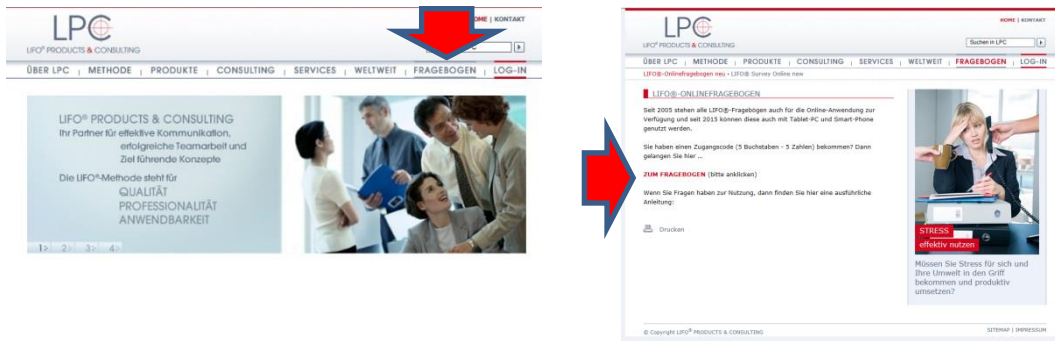 LPC
LIFO® PRODUCTS & CONSULTING
HOME | KONTAKT
ÜBER LPC | METHODE | PRODUKTE | CONSULTING | SERVICES | WELTWEIT | FRAGEBOGEN | LOG-IN
LIFO® PRODUCTS & CONSULTING
Ihr Partner für effektive Kommunikation,
erfolgreiche Teamarbeit und
Ziel führende Konzepte
Die LIFO®-Methode steht für
QUALITÄT
PROFESSIONALITÄT
ANWENDBARKEIT
1> 2> 3> 4>
LPC
LIFO® PRODUCTS & CONSULTING
HOME | KONTAKT
Suchen in LPC
ÜBER LPC | METHODE | PRODUKTE | CONSULTING | SERVICES | WELTWEIT | FRAGEBOGEN | LOG-IN
LIFO®-Onlinefragebogen neu • LIFO® Survey Online new
LIFO®-ONLINEFRAGEBOGEN
Seit 2005 stehen alle LIFO®-Fragebögen auch für die Online-Anwendung zur
Verfügung und seit 2015 können diese auch mit Tablet-PC und Smart-Phone
genutzt werden.
Sie haben einen Zugangscode (5 Buchstaben - 5 Zahlen) bekommen? Dann
gelangen Sie hier ...
ZUM FRAGEBOGEN (bitte anklicken)
Wenn Sie Fragen haben zur Nutzung, dann finden Sie hier eine ausführliche
Anleitung:
Drucken
STRESS
effektiv nutzen
Müssen Sie Stress für sich und
Ihre Umwelt in den Griff
bekommen und produktiv
umsetzen?
© Copyright LIFO® PRODUCTS & CONSULTING
SITEMAP | IMPRESSUM